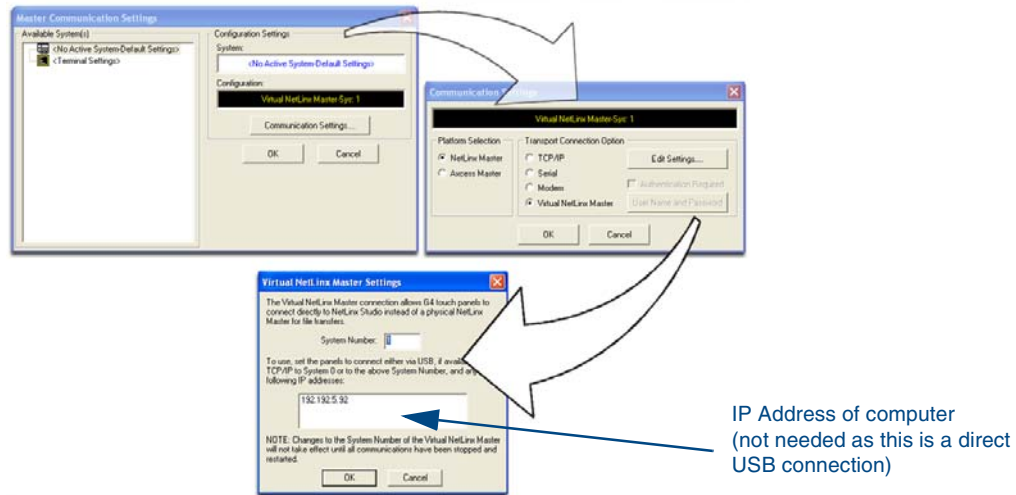 Master Communication Settings
Available System(s)
<No Active System-Default Settings>
<Terminal Settings>
Configuration Settings
System:
<No Active System-Default Settings>
Configuration:
Virtual NetLinx Master-Sys: 1
Communication Settings....
OK
Cancel
Communication
Virtual NetLinx Master-Sys: 1
Platform Selection
NetLinx Master
Axcess Master
Transport Connection Option
TCP/IP
Serial
Modem
Virtual NetLinx Master
Edit Settings....
Authentication Required
User Name and Password
OK
Cancel
Virtual NetLinx Master Settings
The Virtual NetLinx Master connection allows G4 touch panels to
connect directly to NetLinx Studio instead of a physical NetLinx
Master for file transfers.
System Number:
1
To use, set the panels to connect either via USB, if
TCP/IP to System 0 or to the above System Number, and
following IP addresses:
192.192.5.92
NOTE: Changes to the System Number of the Virtual NetLinx Master
will not take effect until all communications have been stopped and
restarted.
OK
Cancel
IP Address of computer
(not needed as this is a direct
USB connection)